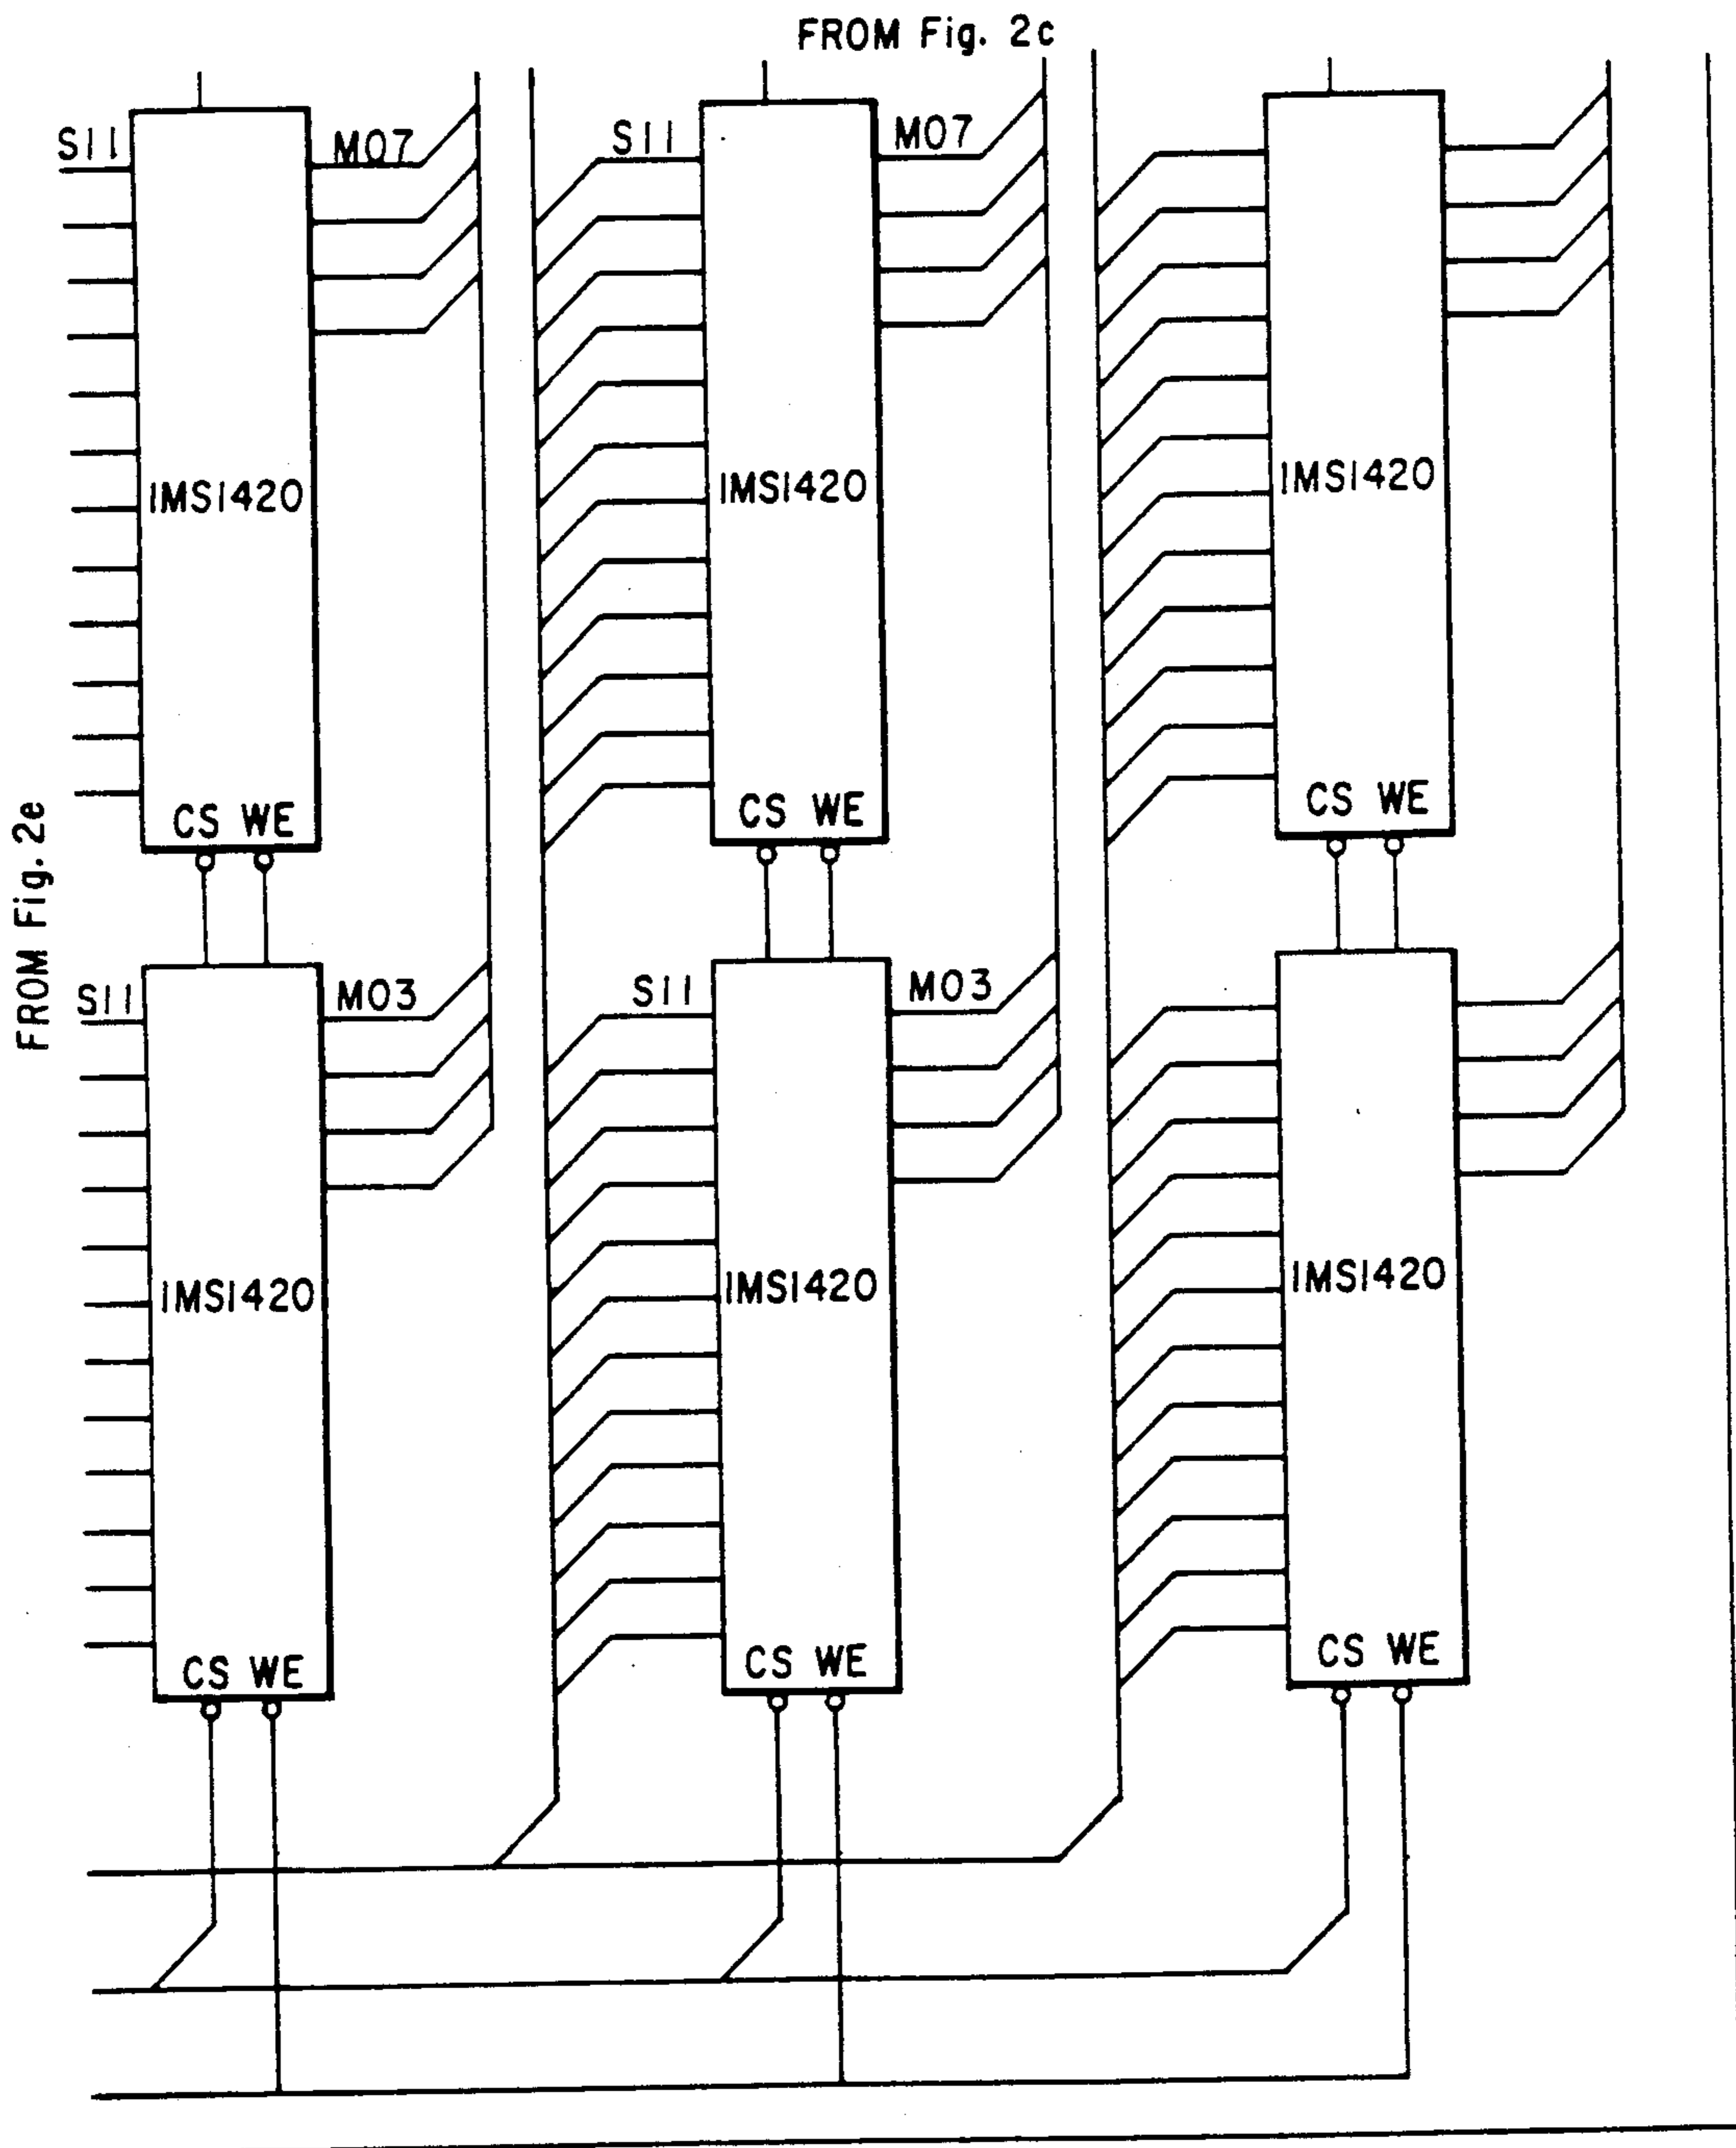 FROM Fig. 2c
S11
M07
S11
M07
IMS1420
IMS1420
IMS1420
CS WE
CS WE
CS WE
FROM Fig. 2e
S11
M03
S11
M03
IMS1420
IMS1420
IMS1420
CS WE
CS WE
CS WE